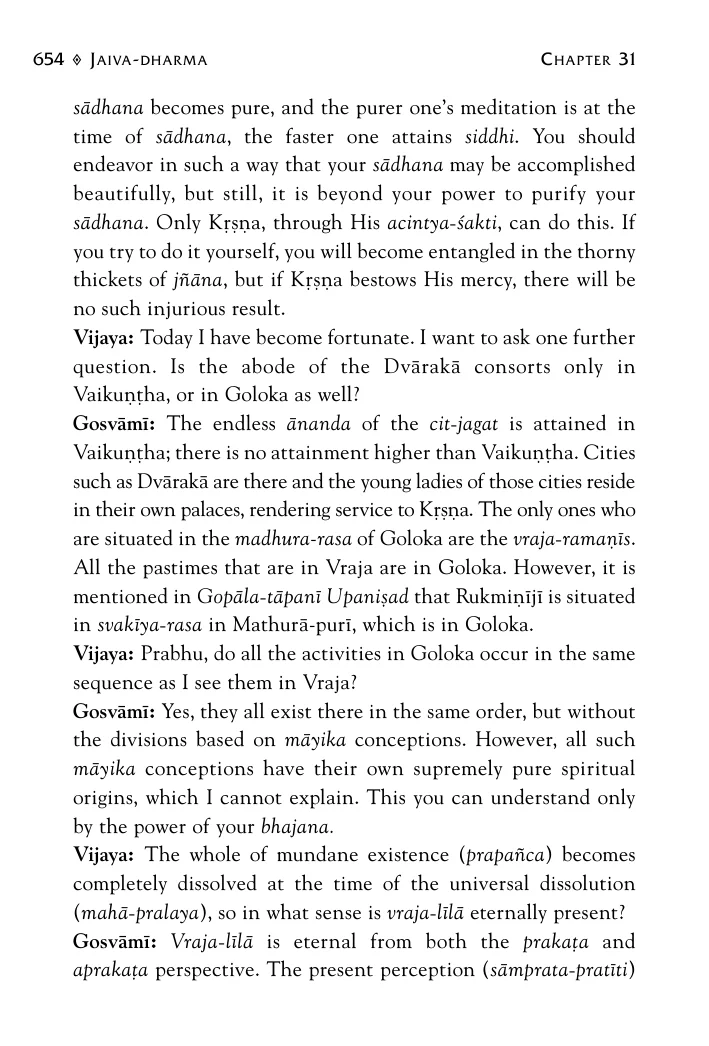 654 ◈ JAIVA-DHARMA CHAPTER 31
sādhana becomes pure, and the purer one's meditation is at the
time of sādhana, the faster one attains siddhi. You should
endeavor in such a way that your sādhana may be accomplished
beautifully, but still, it is beyond your power to purify your
sādhana. Only Kṛṣṇa, through His acintya-śakti, can do this. If
you try to do it yourself, you will become entangled in the thorny
thickets of jñāna, but if Kṛṣṇa bestows His mercy, there will be
no such injurious result.
Vijaya: Today I have become fortunate. I want to ask one further
question. Is the abode of the Dvārakā consorts only in
Vaikuṇṭha, or in Goloka as well?
Gosvāmī: The endless ānanda of the cit-jagat is attained in
Vaikuṇṭha; there is no attainment higher than Vaikuṇṭha. Cities
such as Dvārakā are there and the young ladies of those cities reside
in their own palaces, rendering service to Kṛṣṇa. The only ones who
are situated in the madhura-rasa of Goloka are the vraja-ramaṇīs.
All the pastimes that are in Vraja are in Goloka. However, it is
mentioned in Gopāla-tāpanī Upaniṣad that Rukmiṇījī is situated
in svakīya-rasa in Mathurā-purī, which is in Goloka.
Vijaya: Prabhu, do all the activities in Goloka occur in the same
sequence as I see them in Vraja?
Gosvāmī: Yes, they all exist there in the same order, but without
the divisions based on māyika conceptions. However, all such
māyika conceptions have their own supremely pure spiritual
origins, which I cannot explain. This you can understand only
by the power of your bhajana.
Vijaya: The whole of mundane existence (prapañca) becomes
completely dissolved at the time of the universal dissolution
(mahā-pralaya), so in what sense is vraja-līlā eternally present?
Gosvāmī: Vraja-līlā is eternal from both the prakaṭa and
aprakaṭa perspective. The present perception (sāmprata-pratīti)